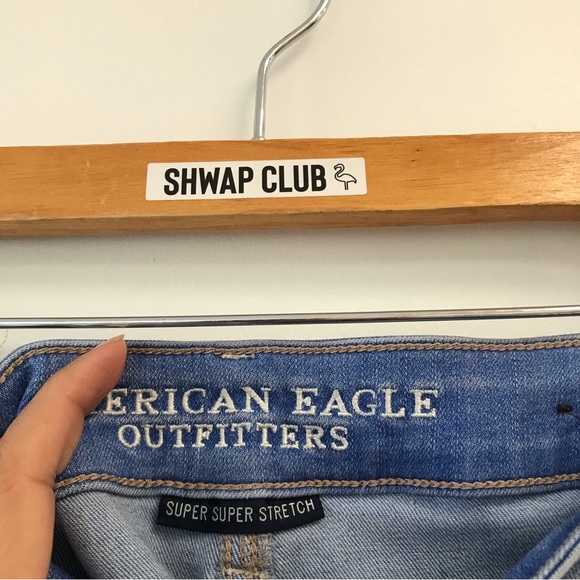 SHWAP CLUB
ERICAN EAGLE
OUTFITTERS
SUPER SUPER STRETCH